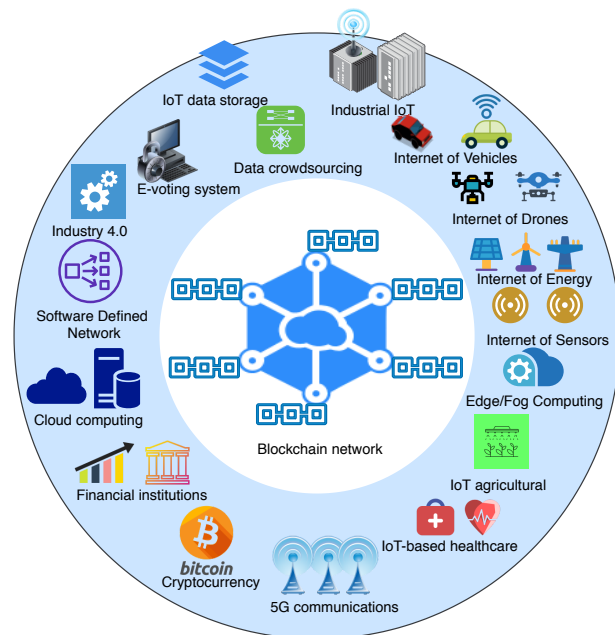 IoT data storage
Industrial IoT
Data crowdsourcing
Internet of Vehicles
E-voting system
Internet of Drones
Industry 4.0
Internet of Energy
Software Defined
Network
Internet of Sensors
Edge/Fog Computing
Cloud computing
Blockchain network
IoT agricultural
Financial institutions
IoT-based healthcare
bitcoin
Cryptocurrency
5G communications